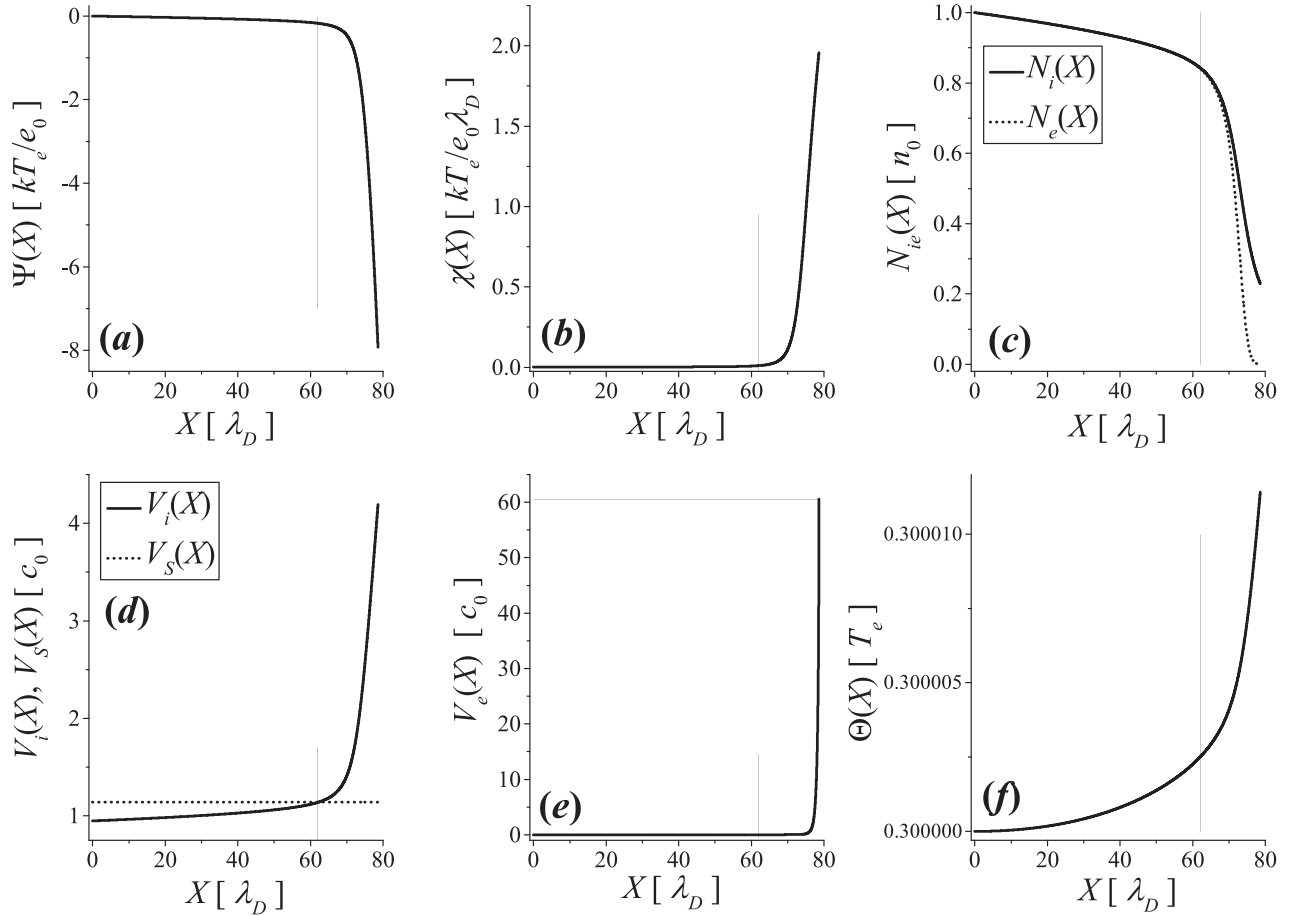 0
-2
-4
-6
-8
Ψ(X) [ kT_e/e_0 ]
(a)
0 20 40 60 80
X [ λ_D ]
2.0
1.5
1.0
0.5
0.0
χ(X) [ kT_e/e_0λ_D ]
(b)
0 20 40 60 80
X [ λ_D ]
1.0
0.8
0.6
0.4
0.2
0.0
N_ie(X) [ n_0 ]
N_i(X)
N_e(X)
(c)
0 20 40 60 80
X [ λ_D ]
4
3
2
1
V_i(X), V_S(X) [ c_0 ]
V_i(X)
V_S(X)
(d)
0 20 40 60 80
X [ λ_D ]
60
50
40
30
20
10
0
V_e(X) [ c_0 ]
(e)
0 20 40 60 80
X [ λ_D ]
0.300010
0.300005
0.300000
Θ(X) [ T_e ]
(f)
0 20 40 60 80
X [ λ_D ]